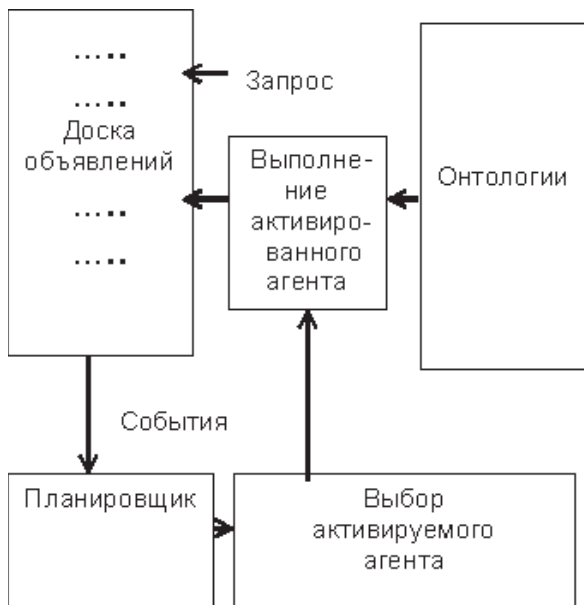 …..
…..
Доска
объявлений
…..
…..
Запрос
Выполне-
ние
активиро-
ванного
агента
Онтологии
События
Планировщик
Выбор
активируемого
агента